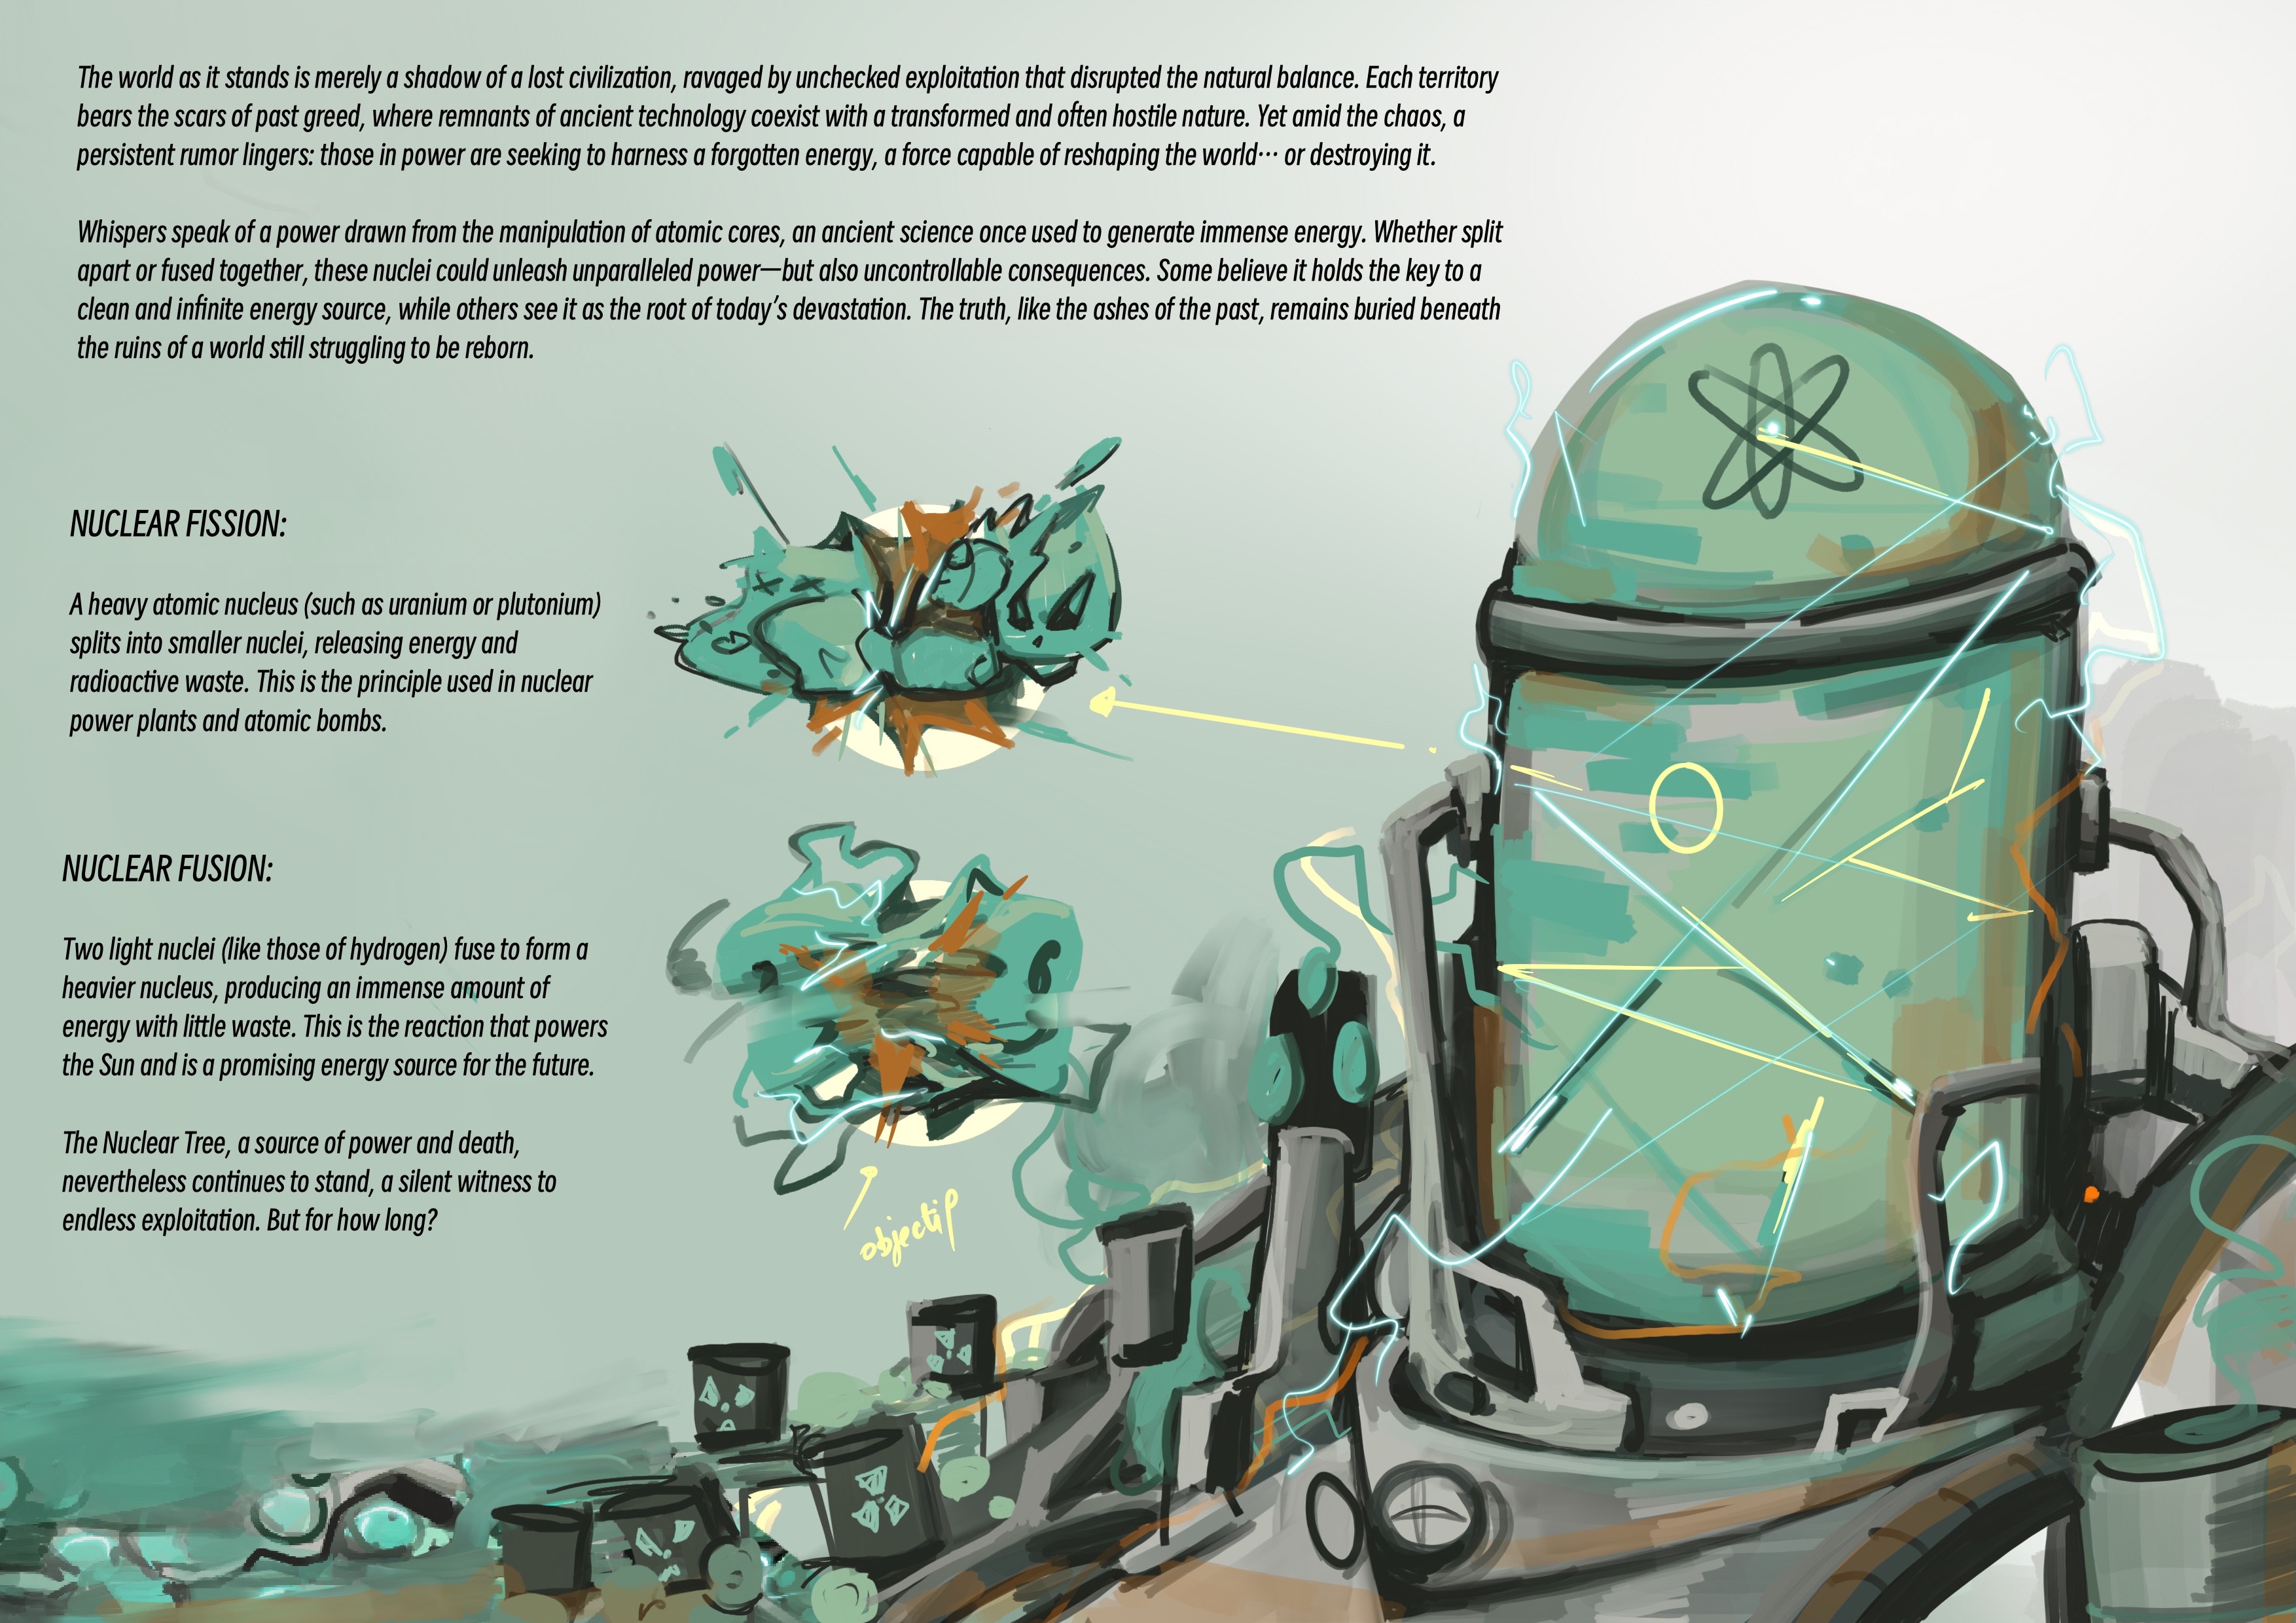 The world as it stands is merely a shadow of a lost civilization, ravaged by unchecked exploitation that disrupted the natural balance. Each territory
bears the scars of past greed, where remnants of ancient technology coexist with a transformed and often hostile nature. Yet amid the chaos, a
persistent rumor lingers: those in power are seeking to harness a forgotten energy, a force capable of reshaping the world··· or destroying it.
Whispers speak of a power drawn from the manipulation of atomic cores, an ancient science once used to generate immense energy. Whether split
apart or fused together, these nuclei could unleash unparalleled power—but also uncontrollable consequences. Some believe it holds the key to a
clean and infinite energy source, while others see it as the root of today’s devastation. The truth, like the ashes of the past, remains buried beneath
the ruins of a world still struggling to be reborn.
NUCLEAR FISSION:
A heavy atomic nucleus (such as uranium or plutonium)
splits into smaller nuclei, releasing energy and
radioactive waste. This is the principle used in nuclear
power plants and atomic bombs.
NUCLEAR FUSION:
Two light nuclei (like those of hydrogen) fuse to form a
heavier nucleus, producing an immense amount of
energy with little waste. This is the reaction that powers
the Sun and is a promising energy source for the future.
The Nuclear Tree, a source of power and death,
nevertheless continues to stand, a silent witness to
endless exploitation. But for how long?
objectif